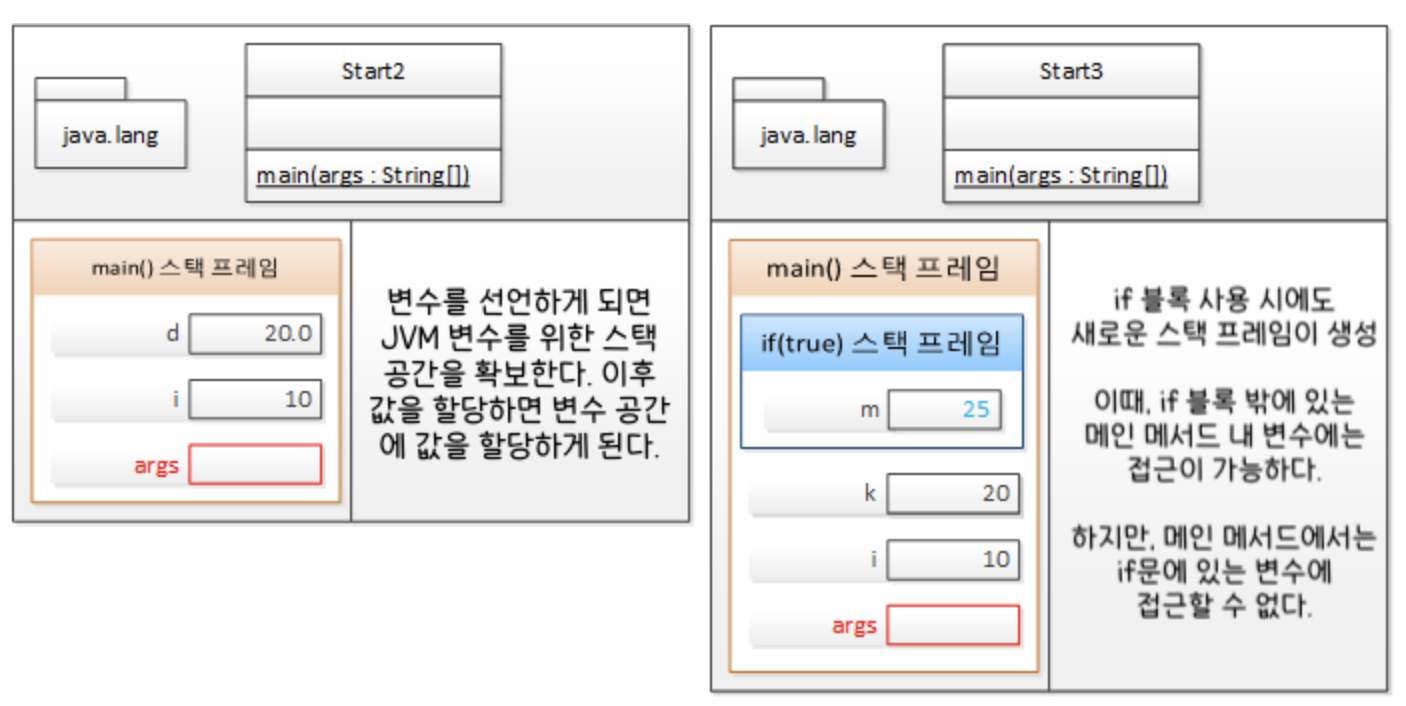 Start2
java.lang
main(args : String[])
main() 스택 프레임
d 20.0
i 10
args
변수를 선언하게 되면
JVM 변수를 위한 스택
공간을 확보한다. 이후
값을 할당하면 변수 공간
에 값을 할당하게 된다.
Start3
java.lang
main(args : String[])
main() 스택 프레임
if(true) 스택 프레임
m 25
k 20
i 10
args
if 블록 사용 시에도
새로운 스택 프레임이 생성
이때, if 블록 밖에 있는
메인 메서드 내 변수에는
접근이 가능하다.
하지만, 메인 메서드에서는
if문에 있는 변수에
접근할 수 없다.